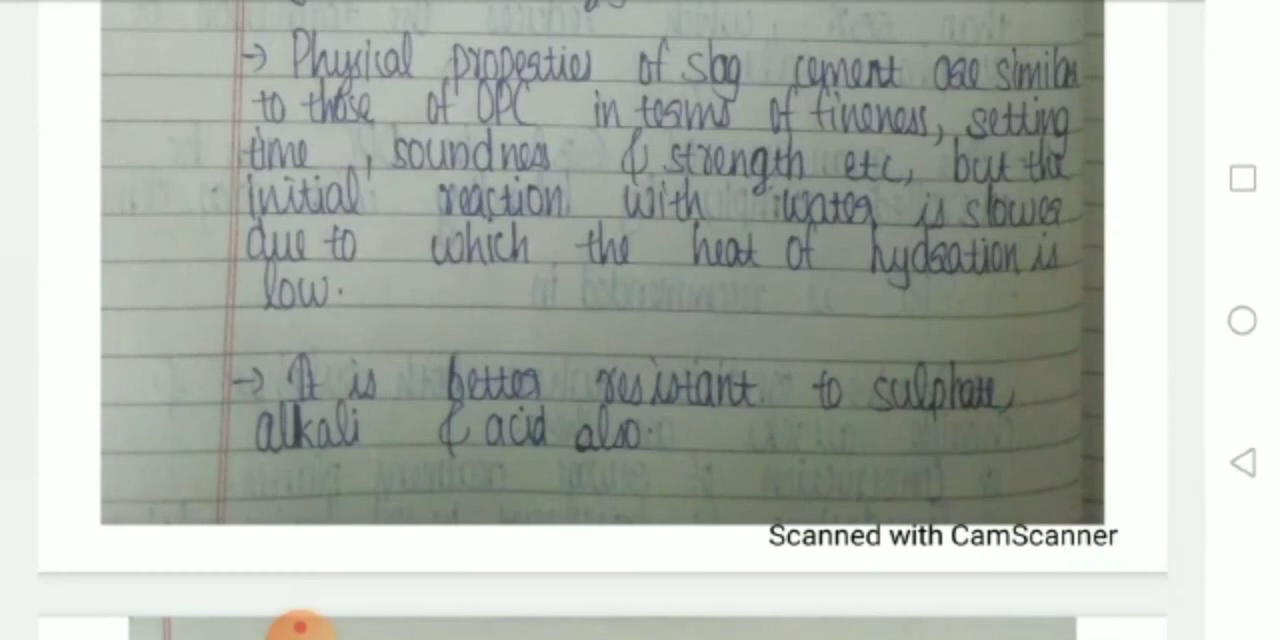 → Physical properties of slag cement are similar
to those of OPC in terms of fineness, setting
time, soundness & strength etc, but the
initial reaction with water is slower
due to which the heat of hydration is
low.
→ It is better resistant to sulphate,
alkali & acid also.
Scanned with CamScanner